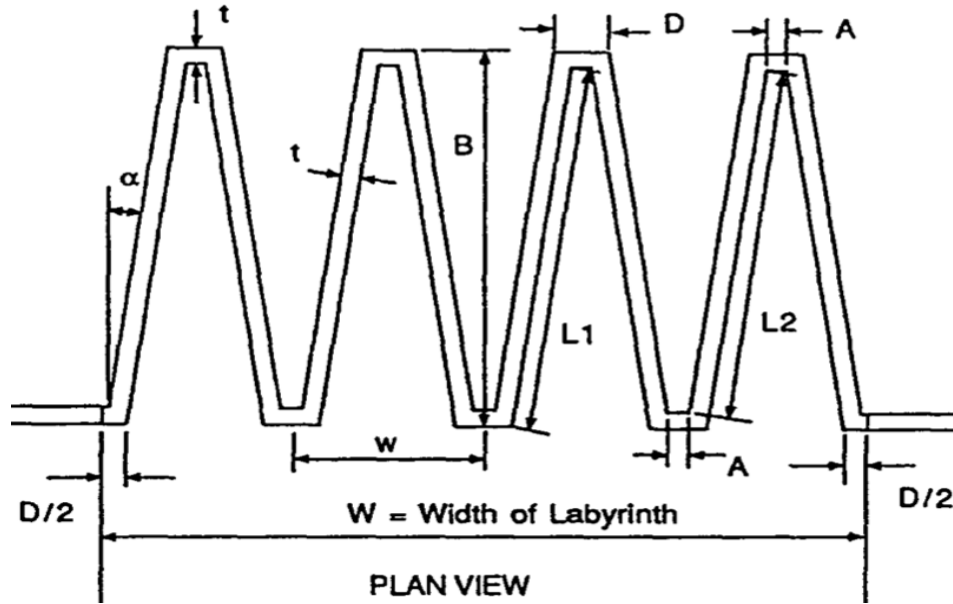 t
D
A
B
t
α
L1
L2
w
A
D/2
D/2
W = Width of Labyrinth
PLAN VIEW